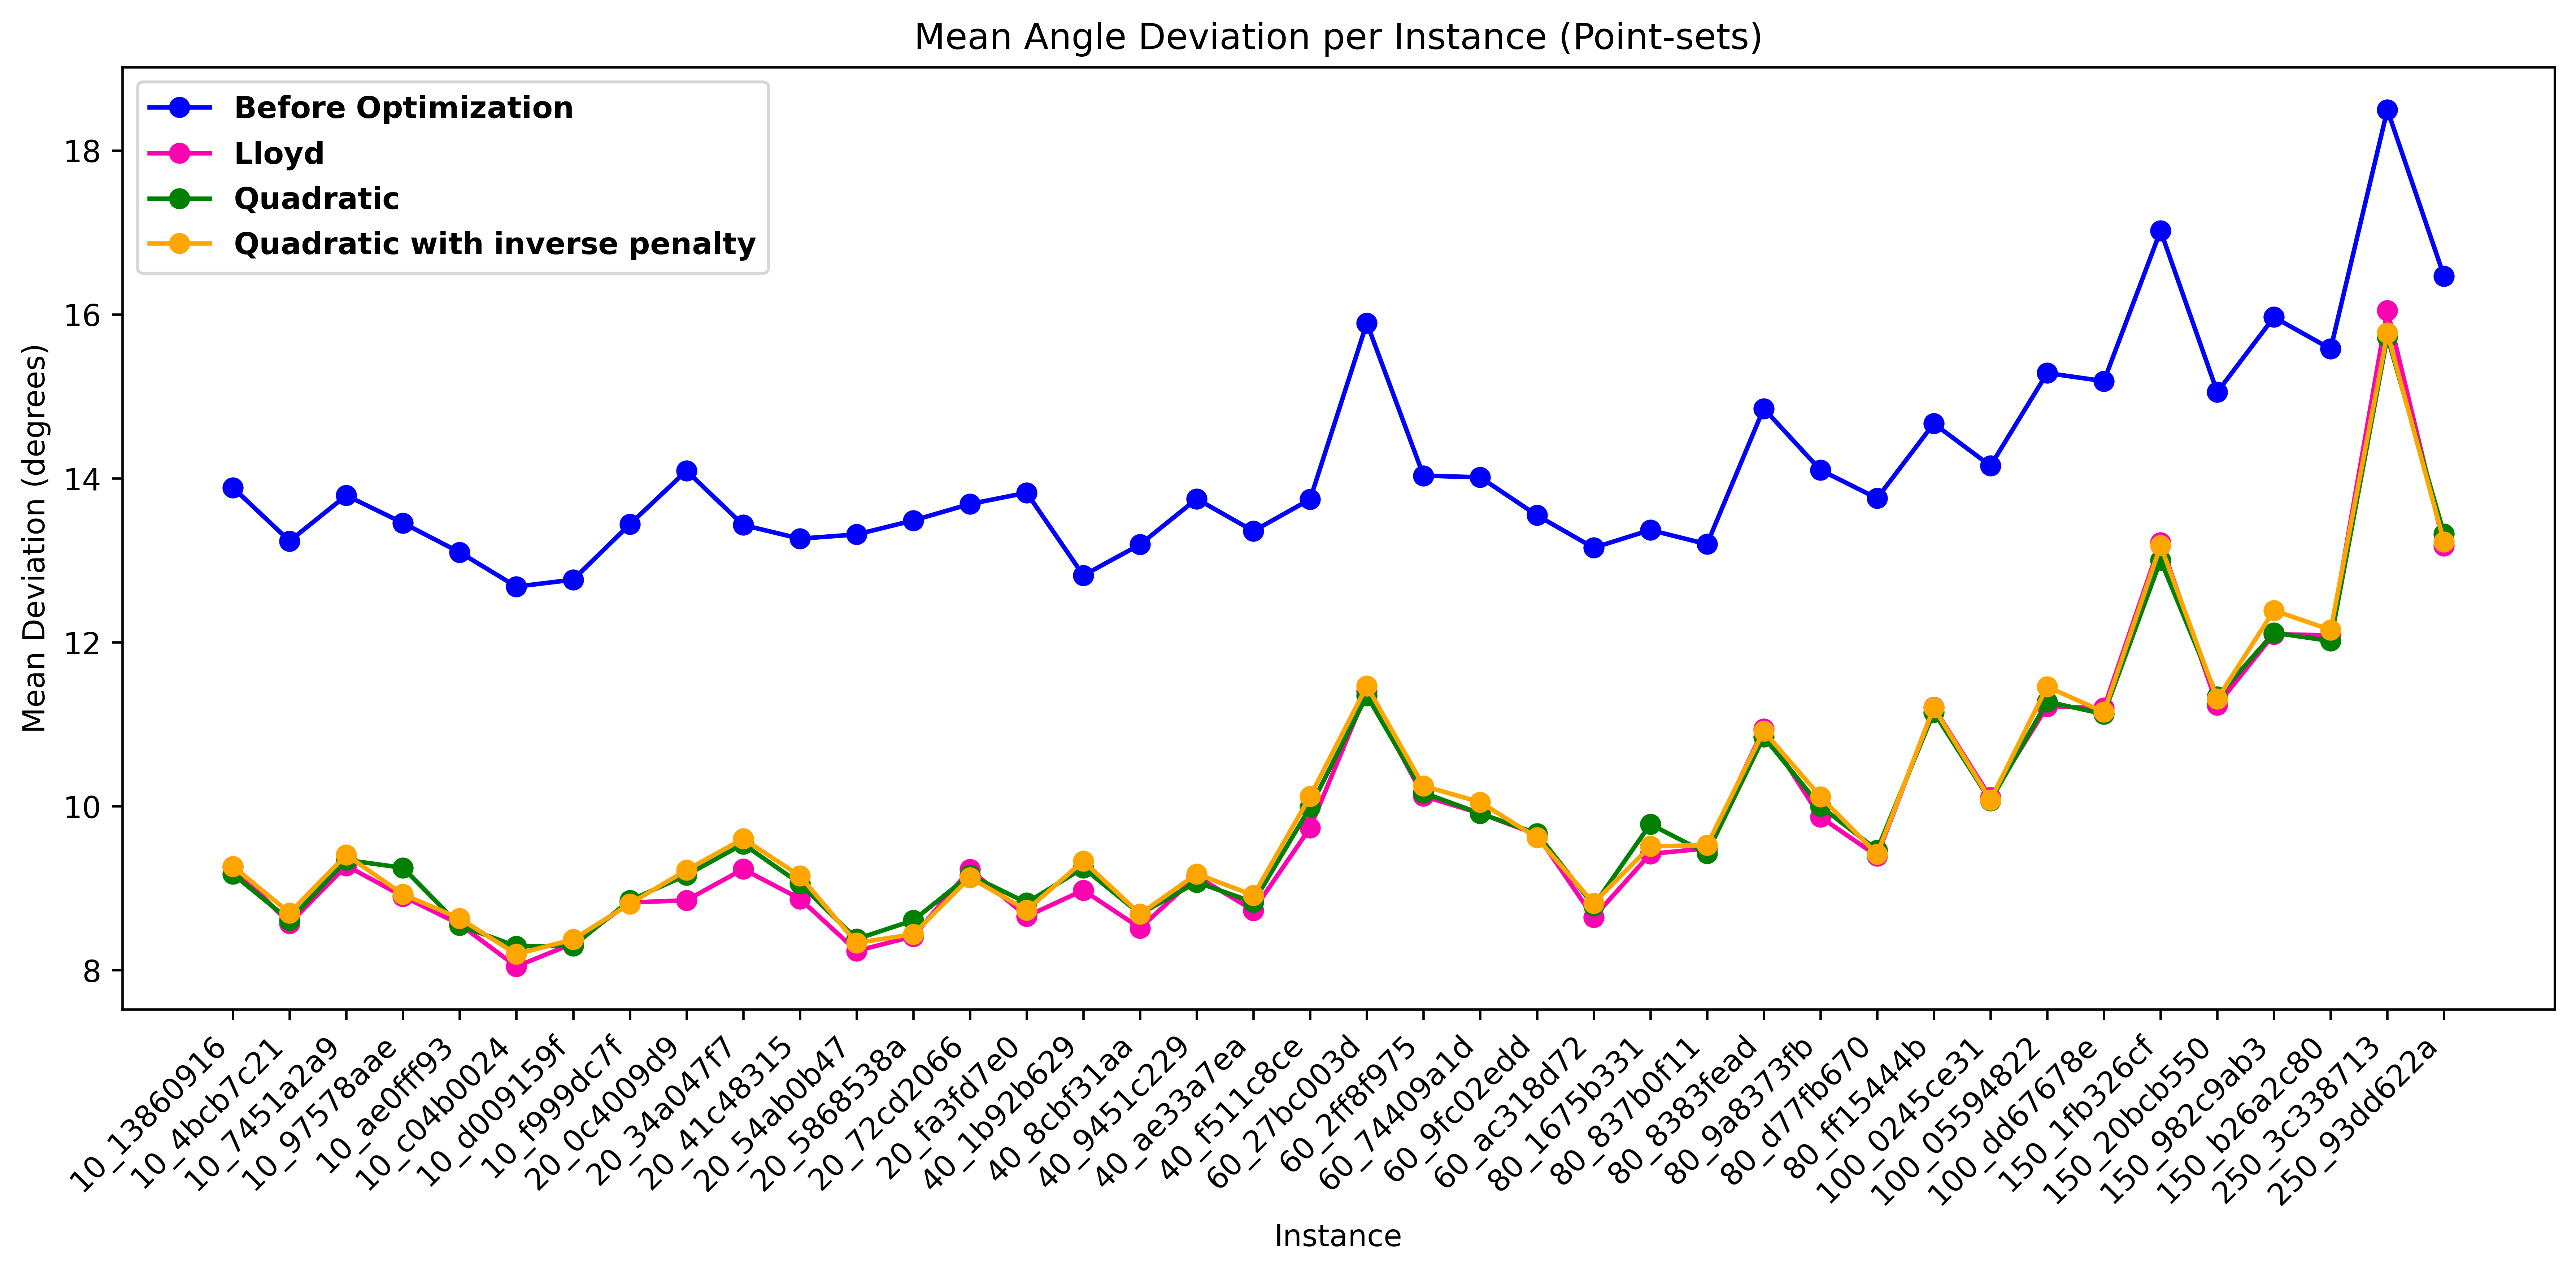 Mean Angle Deviation per Instance (Point-sets)
Before Optimization
Lloyd
Quadratic
Quadratic with inverse penalty
Mean Deviation (degrees)
18
16
14
12
10
8
10_13860916
10_4bcb7c21
10_7451a2a9
10_97578aae
10_ae0fff93
10_c04b0024
10_d009159f
10_f999dc7f
20_0c4009d9
20_34a047f7
20_41c48315
20_54ab0b47
20_5868538a
20_72cd2066
20_fa3fd7e0
40_1b92b629
40_8cbf31aa
40_9451c229
40_ae33a7ea
40_f511c8ce
60_27bc003d
60_2ff8f975
60_74409a1d
60_9fc02edd
60_ac318d72
80_1675b331
80_837b0f11
80_8383fead
80_9a8373fb
80_d77fb670
80_ff15444b
100_0245ce31
100_05594822
100_dd67678e
150_1fb326cf
150_20bcb550
150_982c9ab3
150_b26a2c80
250_3c338713
250_93dd622a
Instance